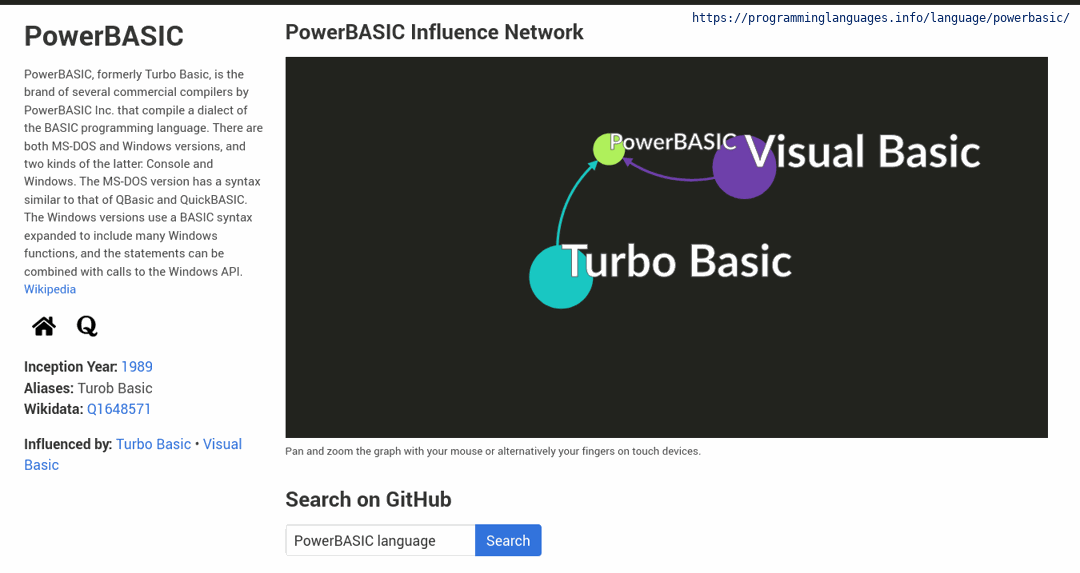 https://programminglanguages.info/language/powerbasic/
PowerBASIC
PowerBASIC, formerly Turbo Basic, is the
brand of several commercial compilers by
PowerBASIC Inc. that compile a dialect of
the BASIC programming language. There are
both MS-DOS and Windows versions, and
two kinds of the latter: Console and
Windows. The MS-DOS version has a syntax
similar to that of QBasic and QuickBASIC.
The Windows versions use a BASIC syntax
expanded to include many Windows
functions, and the statements can be
combined with calls to the Windows API.
Wikipedia
Q
Inception Year: 1989
Aliases: Turob Basic
Wikidata: Q1648571
Influenced by: Turbo Basic • Visual
Basic
PowerBASIC Influence Network
PowerBASIC
Visual Basic
Turbo Basic
Pan and zoom the graph with your mouse or alternatively your fingers on touch devices.
Search on GitHub
PowerBASIC language
Search